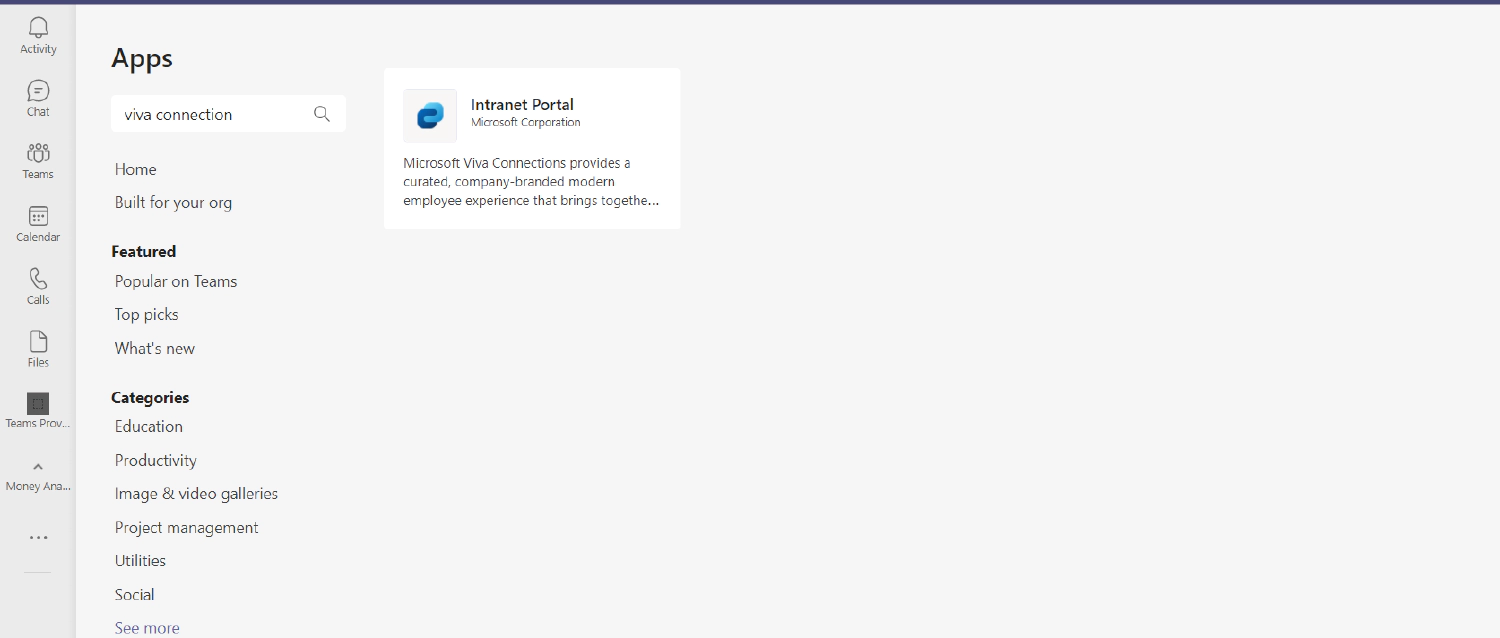 Activity
Chat
Teams
Calendar
Calls
Files
Teams Prov...
Money Ana...
Apps
viva connection
Home
Built for your org
Featured
Popular on Teams
Top picks
What's new
Categories
Education
Productivity
Image & video galleries
Project management
Utilities
Social
See more
Intranet Portal
Microsoft Corporation
Microsoft Viva Connections provides a
curated, company-branded modern
employee experience that brings togethe...